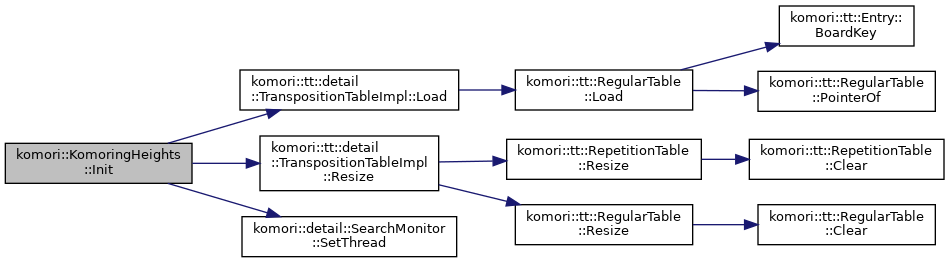 komori::KomoringHeights
::Init
komori::tt::detail
::TranspositionTableImpl::Load
komori::tt::detail
::TranspositionTableImpl
::Resize
komori::detail::SearchMonitor
::SetThread
komori::tt::RegularTable
::Load
komori::tt::RepetitionTable
::Resize
komori::tt::RegularTable
::Resize
komori::tt::Entry::
BoardKey
komori::tt::RegularTable
::PointerOf
komori::tt::RepetitionTable
::Clear
komori::tt::RegularTable
::Clear